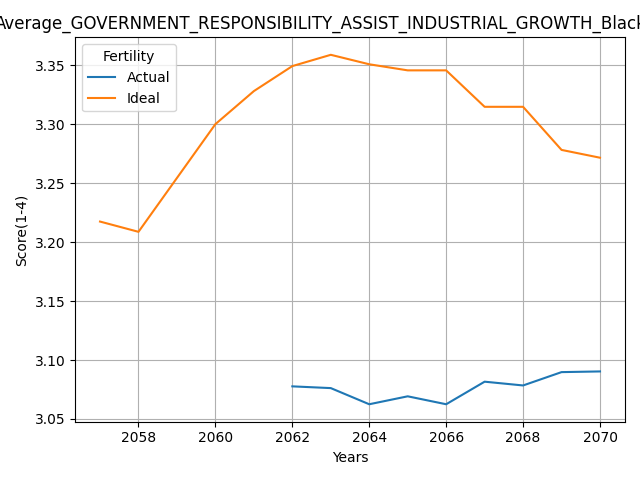 Average_GOVERNMENT_RESPONSIBILITY_ASSIST_INDUSTRIAL_GROWTH_Black
Fertility
Actual
Ideal
Score(1-4)
3.35
3.30
3.25
3.20
3.15
3.10
3.05
2058 2060 2062 2064 2066 2068 2070
Years